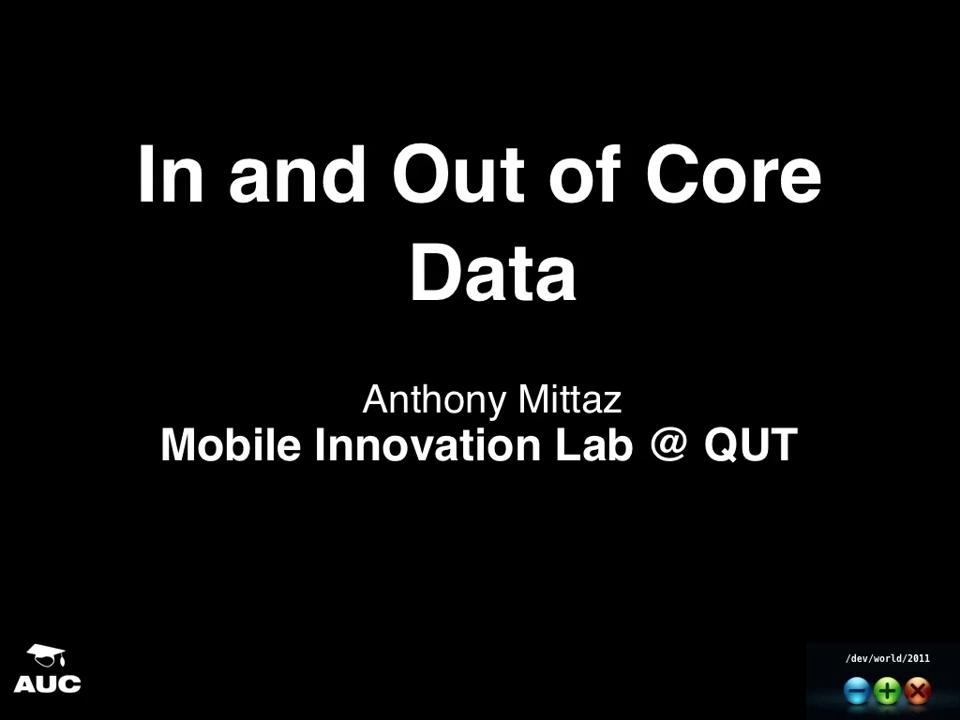 In and Out of Core
Data
Anthony Mittaz
Mobile Innovation Lab @ QUT
AUC
/dev/world/2011